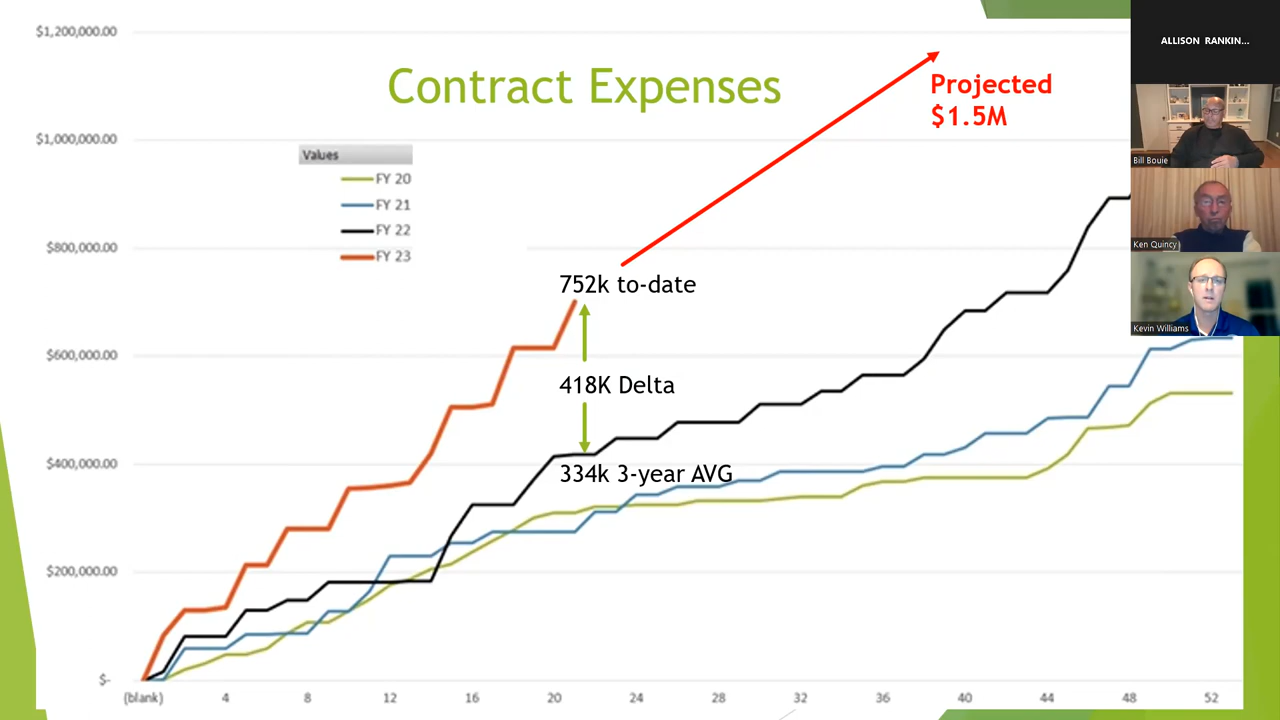 $1,200,000.00
Contract Expenses
Projected
$1.5M
ALLISON RANKIN...
$1,000,000.00
Values
FY 20
FY 21
FY 22
FY 23
Bill Bouie
$800,000.00
Ken Quincy
752k to-date
Kevin Williams
$600,000.00
418K Delta
$400,000.00
334k 3-year AVG
$200,000.00
$-
(blank) 4 8 12 16 20 24 28 32 36 40 44 48 52